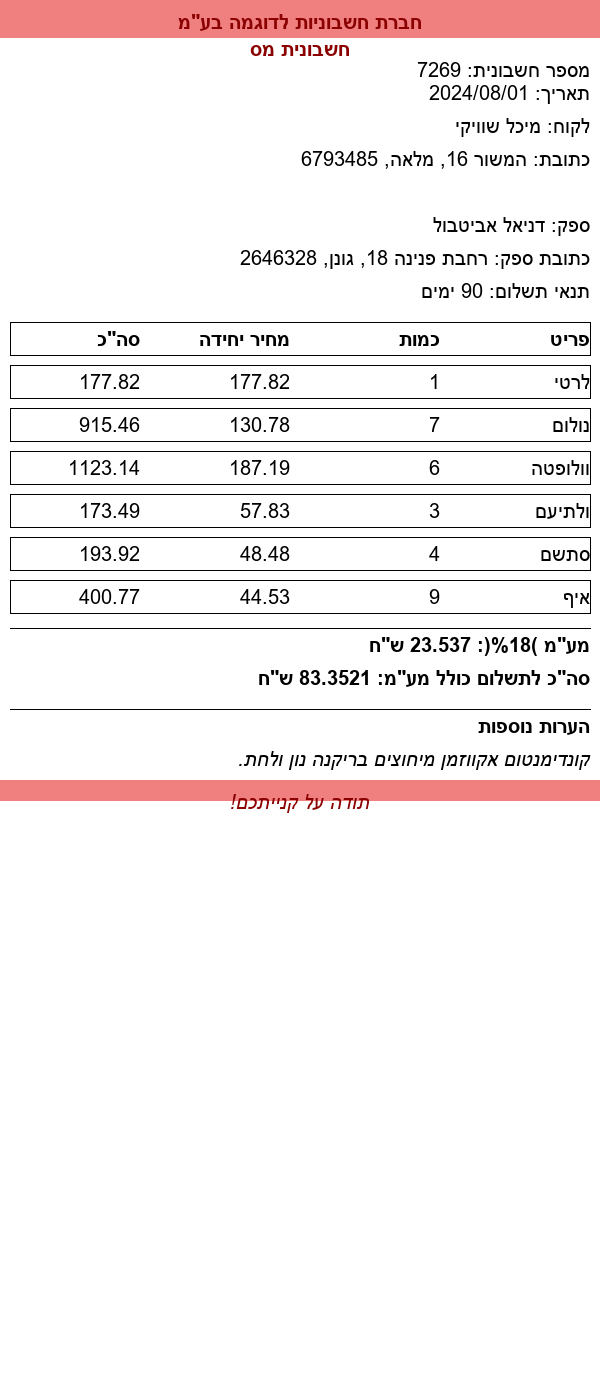 חברת חשבוניות לדוגמה בע"מ
חשבונית מס
מספר חשבונית: 7269
תאריך: 2024/08/01
לקוח: מיכל שוויקי
כתובת: המשור 16, מלאה, 6793485
ספק: דניאל אביטבול
כתובת ספק: רחבת פנינה 18, גונן, 2646328
תנאי תשלום: 90 ימים
פריט כמות מחיר יחידה סה"כ
לרטי 1 177.82 177.82
נולום 7 130.78 915.46
וולופטה 6 187.19 1123.14
ולתיעם 3 57.83 173.49
סתשם 4 48.48 193.92
איף 9 44.53 400.77
מע"מ )18%(: 23.537 ש"ח
סה"כ לתשלום כולל מע"מ: 83.3521 ש"ח
הערות נוספות
קונדימנטום אקווזמן מיחוצים בריקנה נון ולחת.
תודה על קנייתכם!